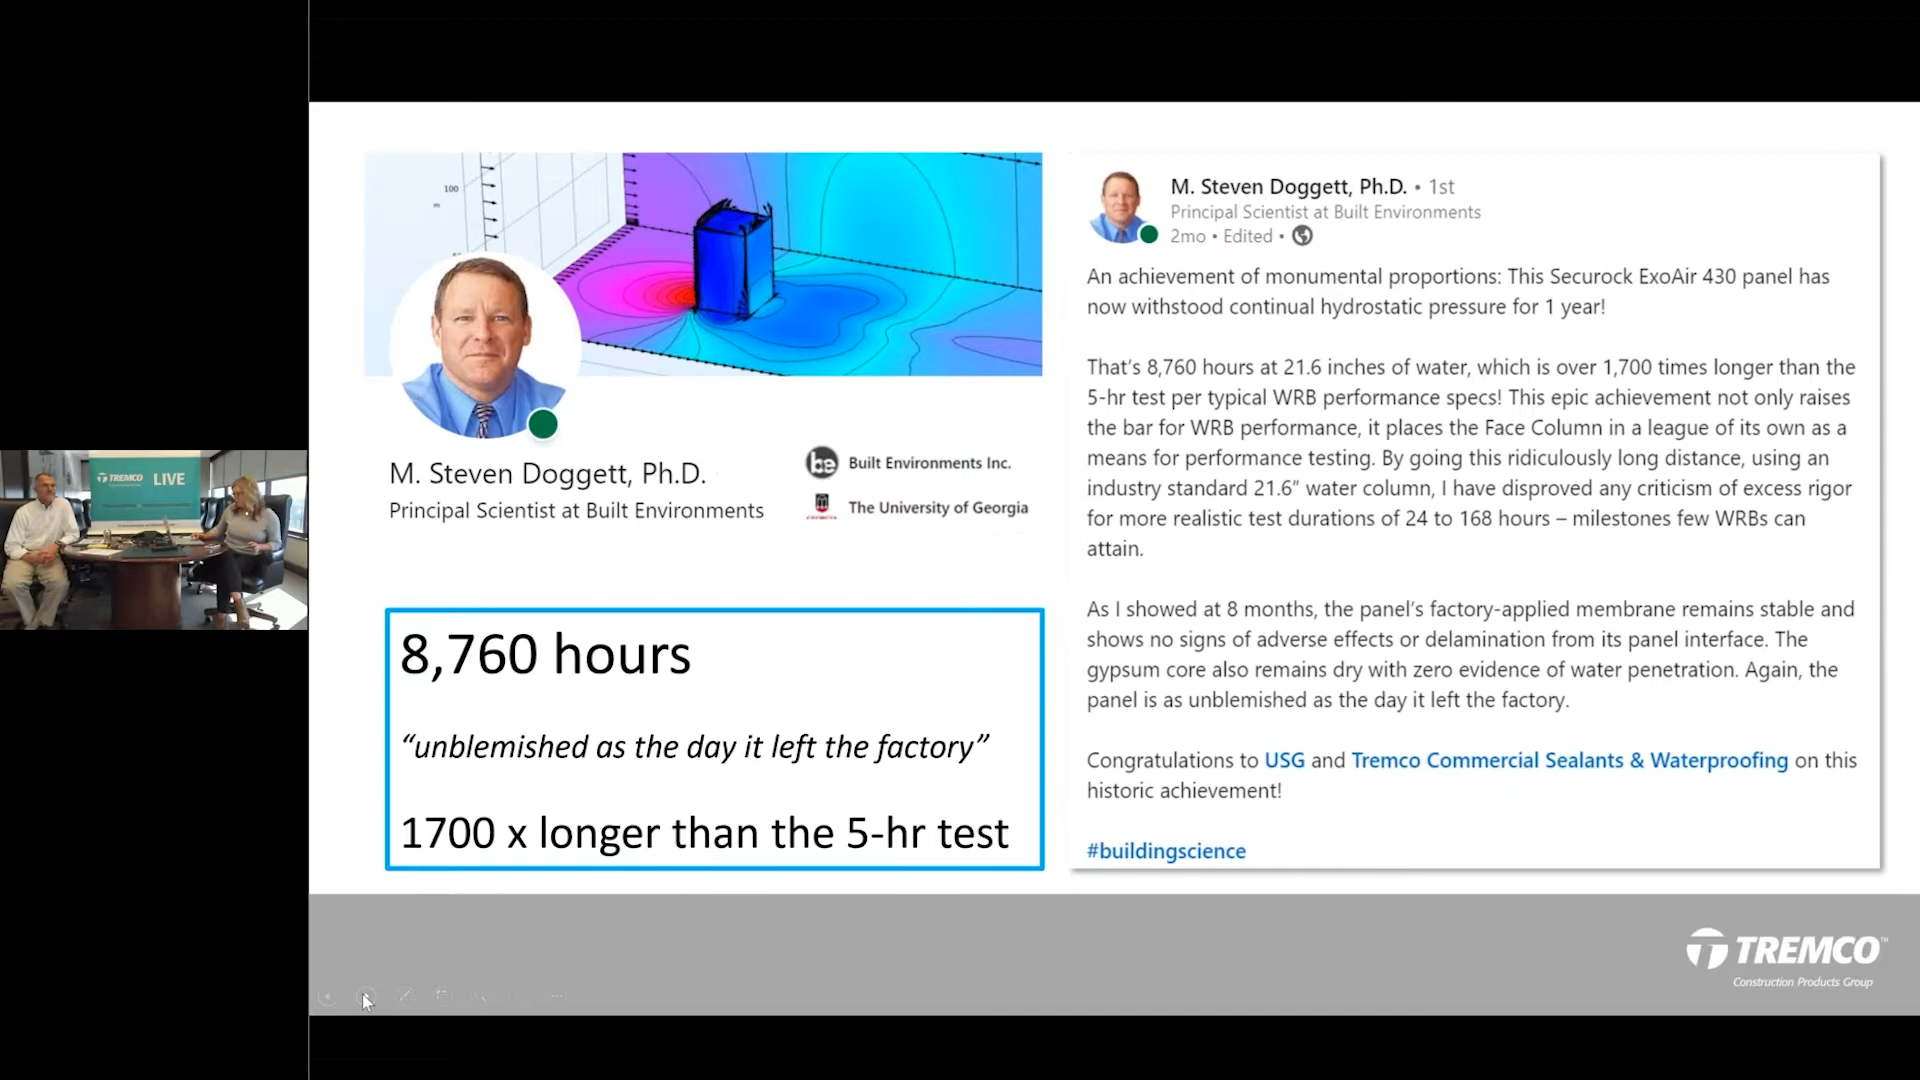 TREMCO LIVE
100
m
M. Steven Doggett, Ph.D.
Principal Scientist at Built Environments
be Built Environments Inc.
The University of Georgia
8,760 hours
“unblemished as the day it left the factory”
1700 x longer than the 5-hr test
M. Steven Doggett, Ph.D. • 1st
Principal Scientist at Built Environments
2mo • Edited •
An achievement of monumental proportions: This Securock ExoAir 430 panel has
now withstood continual hydrostatic pressure for 1 year!
That’s 8,760 hours at 21.6 inches of water, which is over 1,700 times longer than the
5-hr test per typical WRB performance specs! This epic achievement not only raises
the bar for WRB performance, it places the Face Column in a league of its own as a
means for performance testing. By going this ridiculously long distance, using an
industry standard 21.6” water column, I have disproved any criticism of excess rigor
for more realistic test durations of 24 to 168 hours – milestones few WRBs can
attain.
As I showed at 8 months, the panel’s factory-applied membrane remains stable and
shows no signs of adverse effects or delamination from its panel interface. The
gypsum core also remains dry with zero evidence of water penetration. Again, the
panel is as unblemished as the day it left the factory.
Congratulations to USG and Tremco Commercial Sealants & Waterproofing on this
historic achievement!
#buildingscience
TREMCO™
Construction Products Group